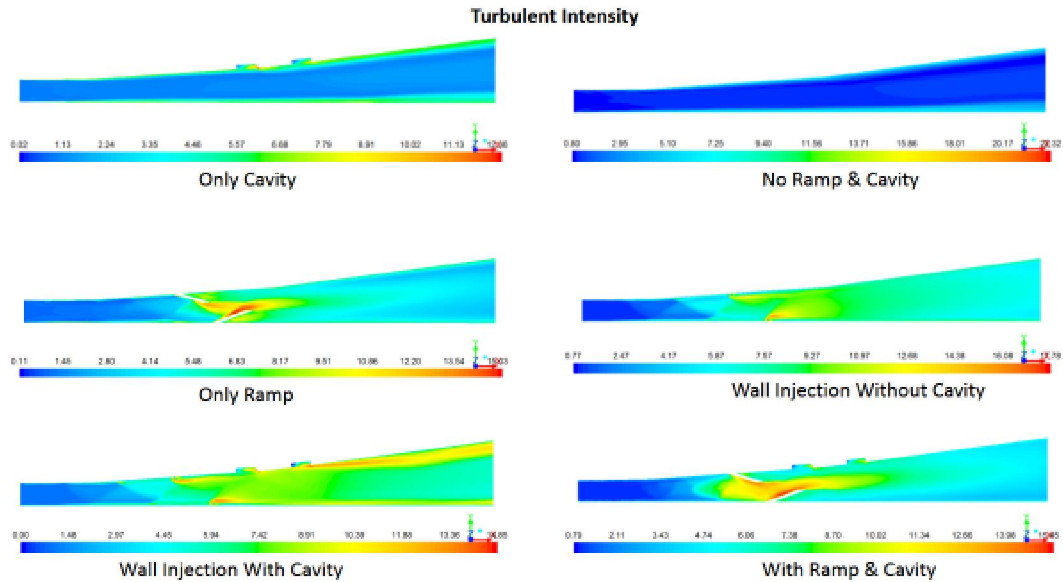 Turbulent Intensity
0.02 1.13 2.24 3.35 4.46 5.57 6.68 7.79 8.91 10.02 11.13
Only Cavity
0.80 2.95 5.10 7.25 9.40 11.56 13.71 15.86 18.01 20.17
No Ramp & Cavity
0.11 1.45 2.80 4.14 5.48 6.83 8.17 9.51 10.86 12.20 13.54
Only Ramp
0.77 2.47 4.17 5.87 7.57 9.27 10.97 12.68 14.38 16.08
Wall Injection Without Cavity
0.00 1.48 2.97 4.45 5.94 7.42 8.91 10.39 11.88 13.36
Wall Injection With Cavity
0.79 2.11 3.43 4.74 6.06 7.38 8.70 10.02 11.34 12.66 13.96
With Ramp & Cavity